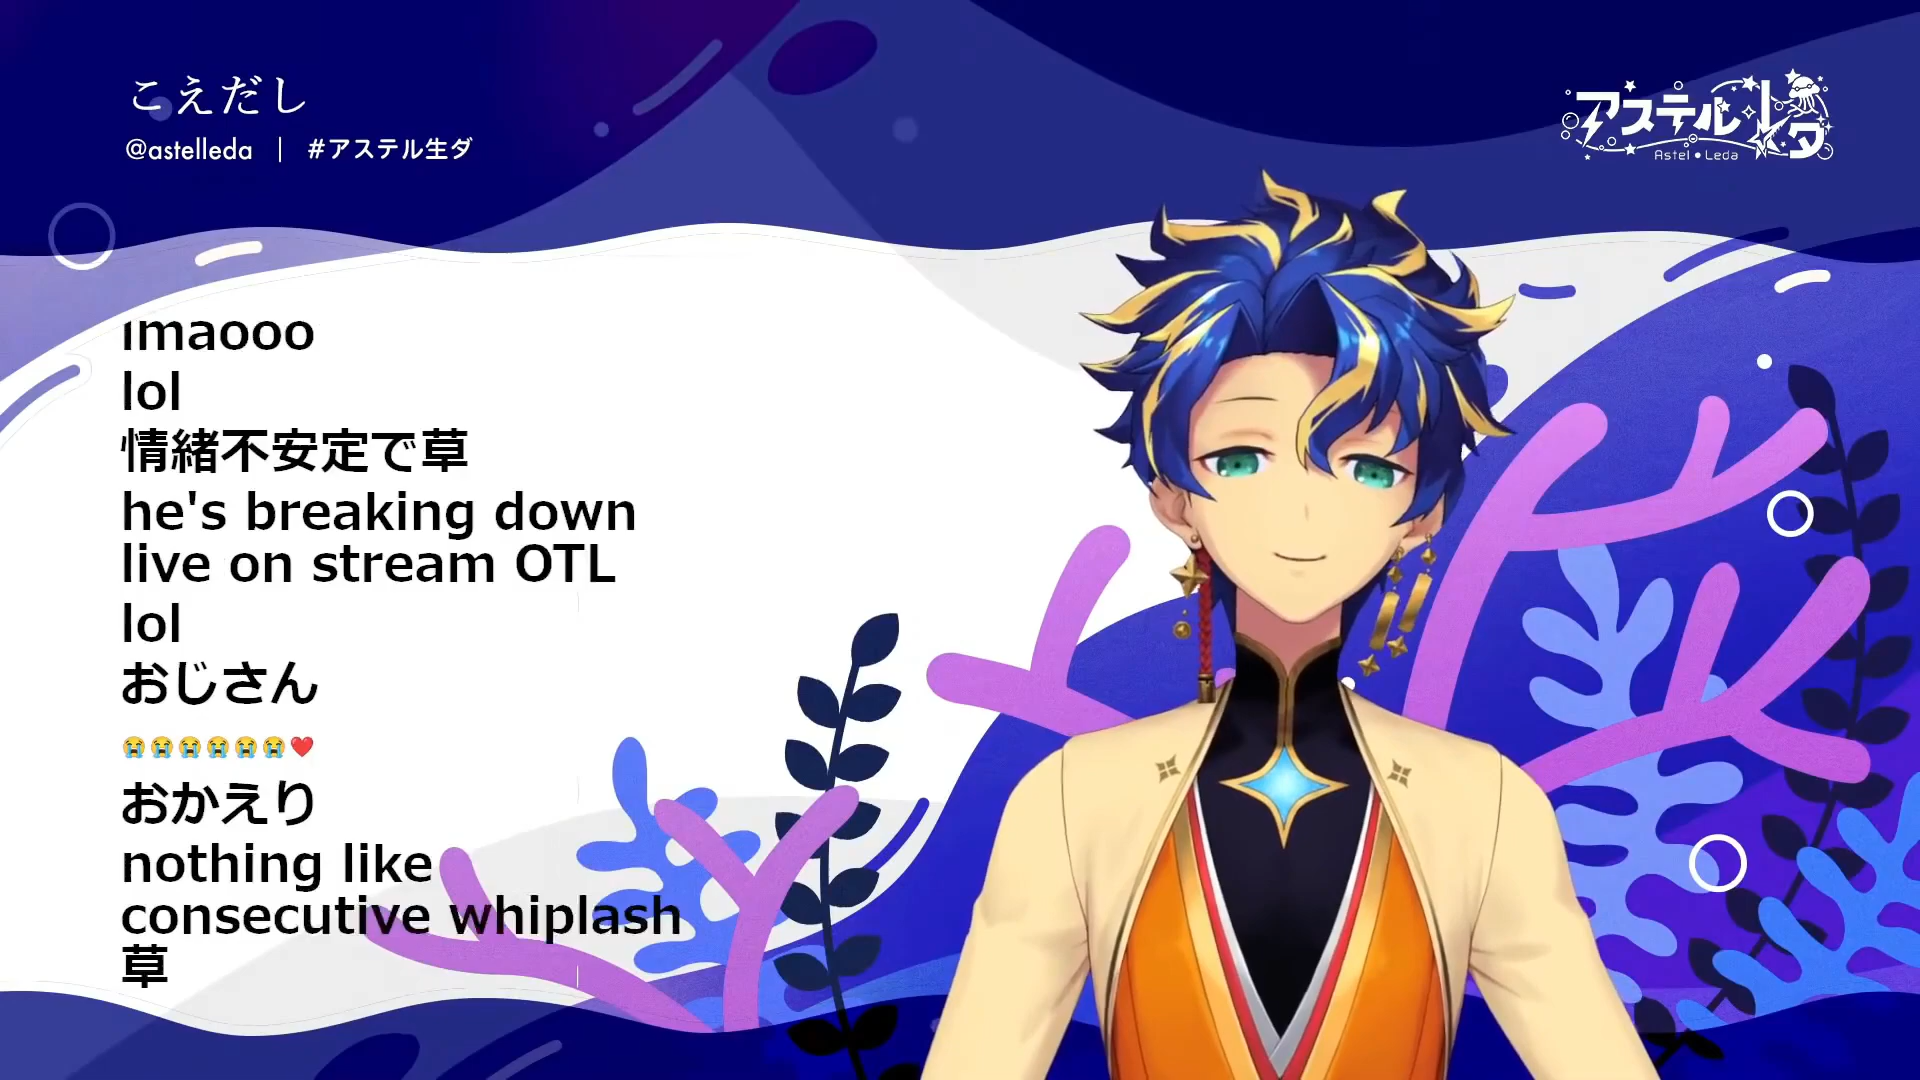 こえだし
@astelleda | #アステル生ダ
アステル・レダ
Astel • Leda
lmaooo
lol
情緒不安定で草
he's breaking down
live on stream OTL
lol
おじさん
😭😭😭😭😭😭❤️
おかえり
nothing like
consecutive whiplash
草